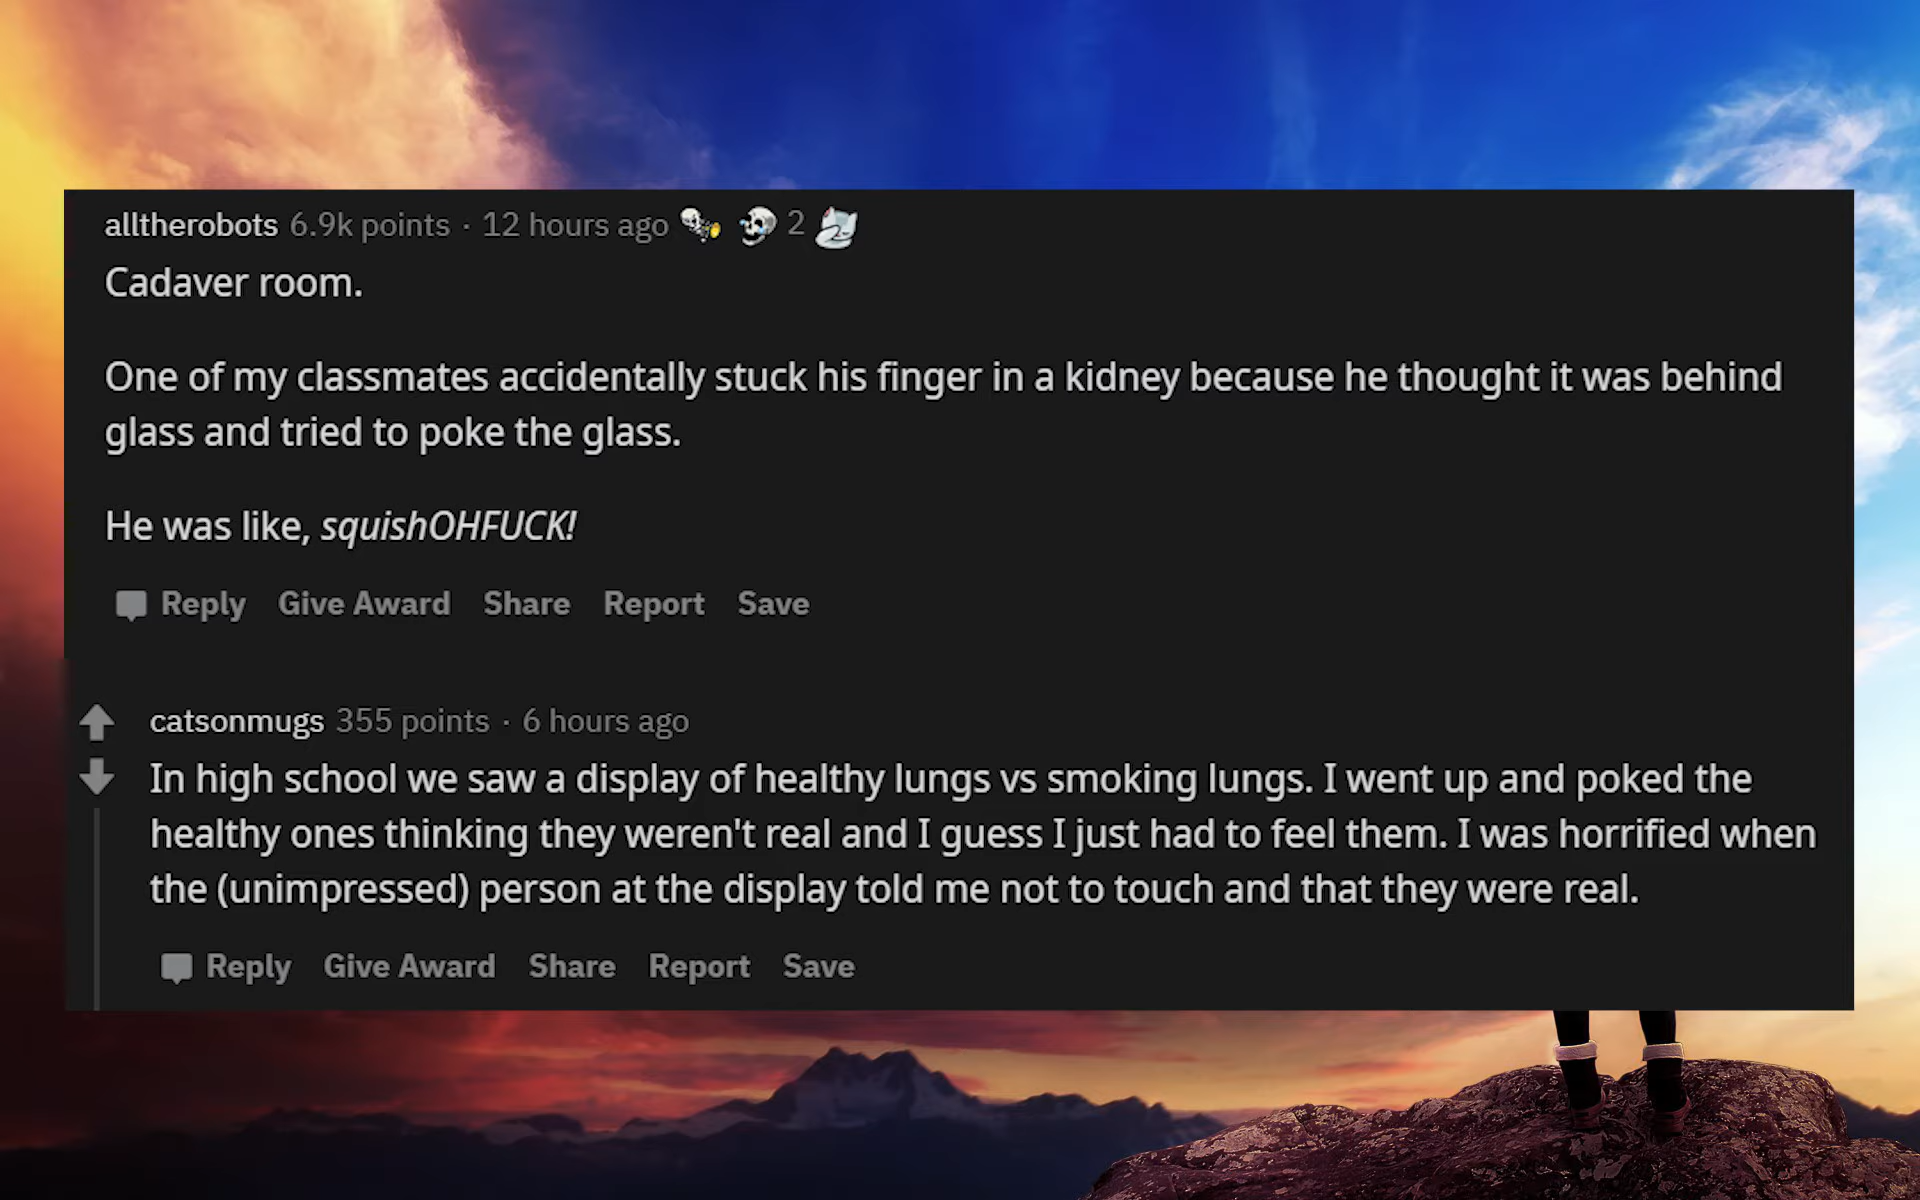 alltherobots 6.9k points · 12 hours ago 2
Cadaver room.
One of my classmates accidentally stuck his finger in a kidney because he thought it was behind
glass and tried to poke the glass.
He was like, squishOHFUCK!
Reply Give Award Share Report Save
catsonmugs 355 points · 6 hours ago
In high school we saw a display of healthy lungs vs smoking lungs. I went up and poked the
healthy ones thinking they weren't real and I guess I just had to feel them. I was horrified when
the (unimpressed) person at the display told me not to touch and that they were real.
Reply Give Award Share Report Save